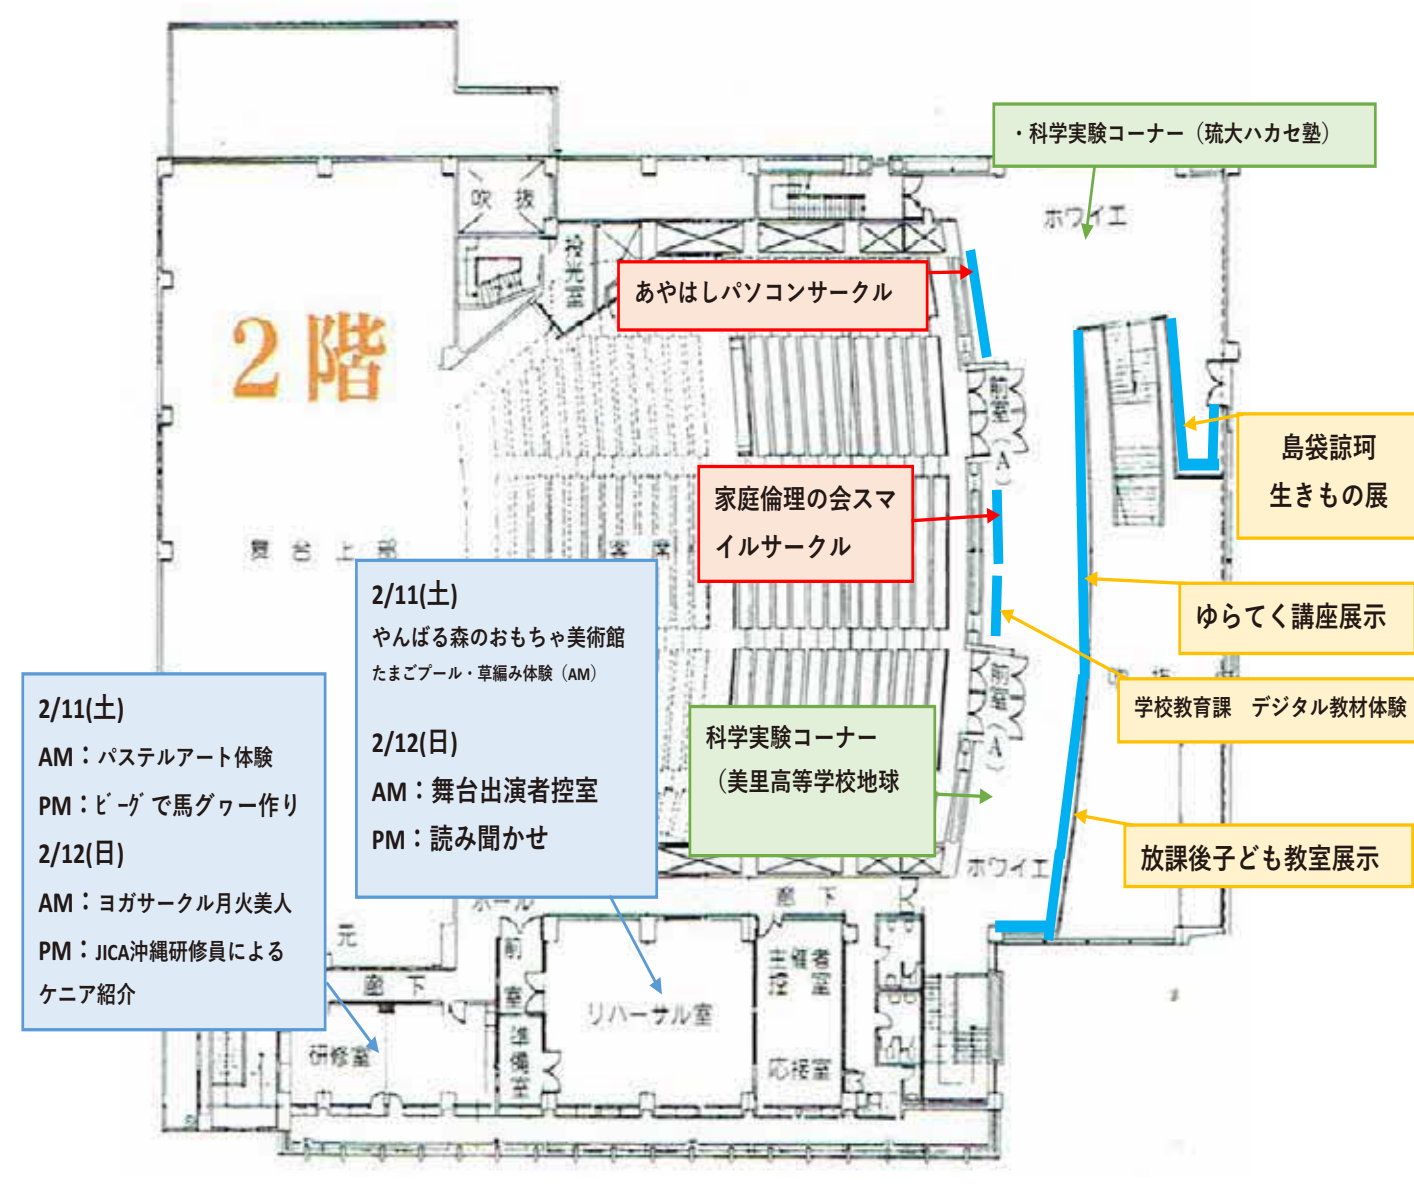 ・科学実験コーナー（琉大ハカセ塾）
吹 抜
ホワイエ
あやはしパソコンサークル
2階
前室（A）
島袋諒珂
生きもの展
家庭倫理の会スマ
イルサークル
舞 台 上 部
客 室
2/11(土)
やんばる森のおもちゃ美術館
たまごプール・草編み体験（AM）
2/12(日)
AM：舞台出演者控室
PM：読み聞かせ
ゆらてく講座展示
学校教育課　デジタル教材体験
前室（A）
2/11(土)
AM：パステルアート体験
PM：ﾋﾞｰｸﾞで馬グヮー作り
2/12(日)
AM：ヨガサークル月火美人
PM：JICA沖縄研修員による
ケニア紹介
科学実験コーナー
（美里高等学校地球
放課後子ども教室展示
ホワイエ
廊 下
ホール
元
廊 下
前室
リハーサル室
主催者控室
研修室
準備室
応接室